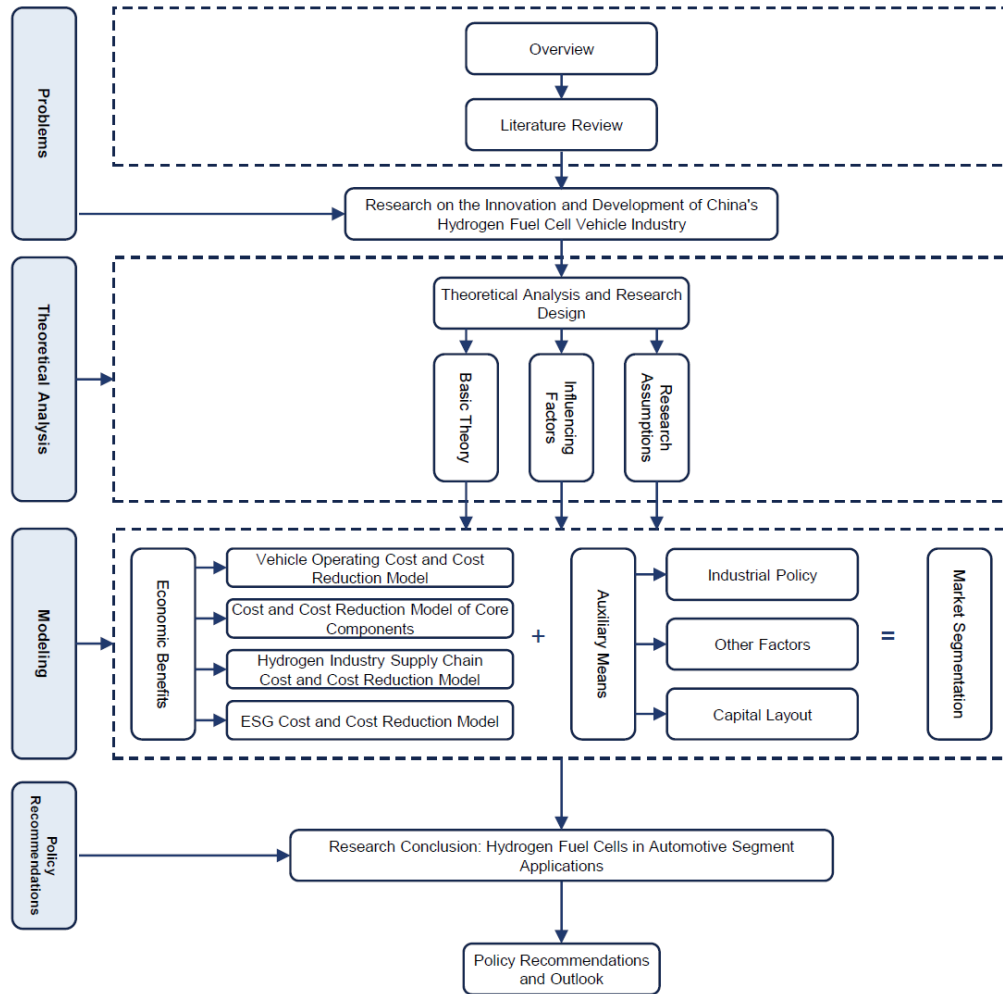 Problems
Overview
Literature Review
Research on the Innovation and Development of China's
Hydrogen Fuel Cell Vehicle Industry
Theoretical Analysis
Theoretical Analysis and Research
Design
Basic Theory
Influencing
Factors
Research
Assumptions
Modeling
Economic Benefits
Vehicle Operating Cost and Cost
Reduction Model
Cost and Cost Reduction Model of Core
Components
Hydrogen Industry Supply Chain
Cost and Cost Reduction Model
ESG Cost and Cost Reduction Model
+
Auxiliary Means
Industrial Policy
Other Factors
Capital Layout
=
Market Segmentation
Policy
Recommendations
Research Conclusion: Hydrogen Fuel Cells in Automotive Segment
Applications
Policy Recommendations
and Outlook